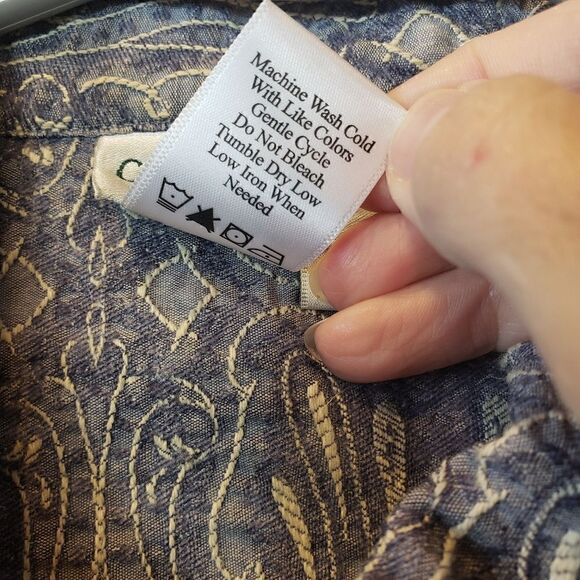 Machine Wash Cold
With Like Colors
Gentle Cycle
Do Not Bleach
Tumble Dry Low
Low Iron When
Needed
C